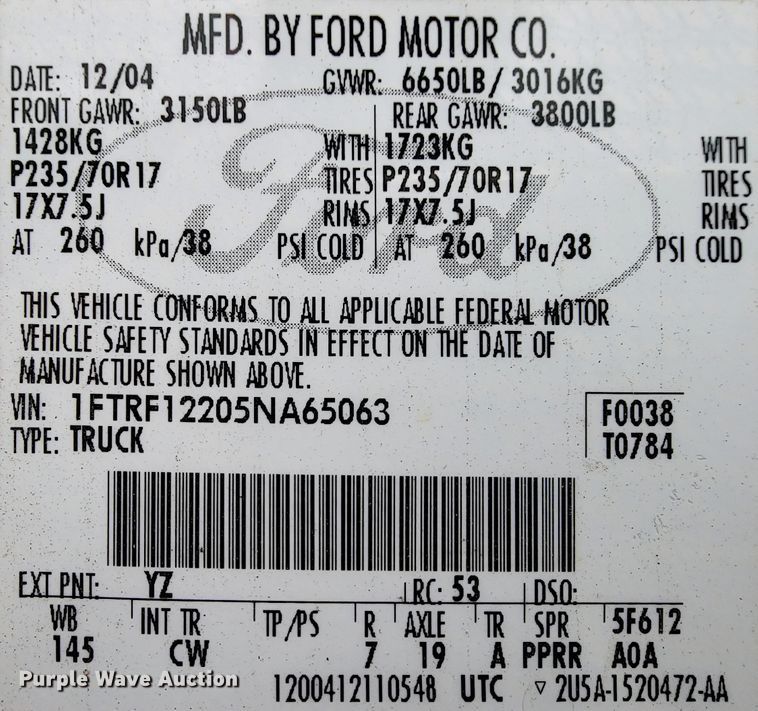 MFD. BY FORD MOTOR CO.
DATE: 12/04 GVWR: 6650LB/ 3016KG
FRONT GAWR: 3150LB REAR GAWR: 3800LB
1428KG WITH 1723KG WITH
P235/70R17 TIRES P235/70R17 TIRES
17X7.5J RIMS 17X7.5J RIMS
AT 260 kPa/38 PSI COLD AT 260 kPa/38 PSI COLD
Ford
THIS VEHICLE CONFORMS TO ALL APPLICABLE FEDERAL MOTOR
VEHICLE SAFETY STANDARDS IN EFFECT ON THE DATE OF
MANUFACTURE SHOWN ABOVE.
VIN: 1FTRF12205NA65063 F0038
TYPE: TRUCK T0784
EXT PNT: YZ RC: 53 DSO:
WB INT TR TP/PS R AXLE TR SPR 5F612
145 CW 7 19 A PPRR A0A
Purple Wave Auction
1200412110548 UTC ▽ 2U5A-1520472-AA